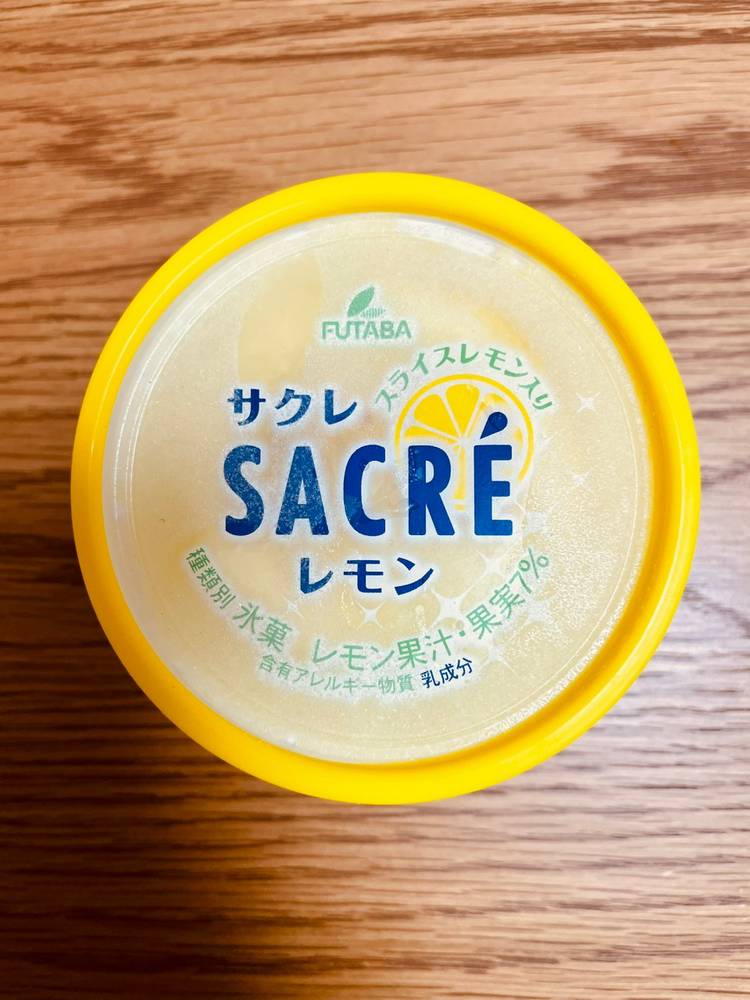 FUTABA
スライスレモン入り
サクレ
SACRÉ
レモン
種類別 氷菓 レモン果汁・果実7%
含有アレルギー物質 乳成分